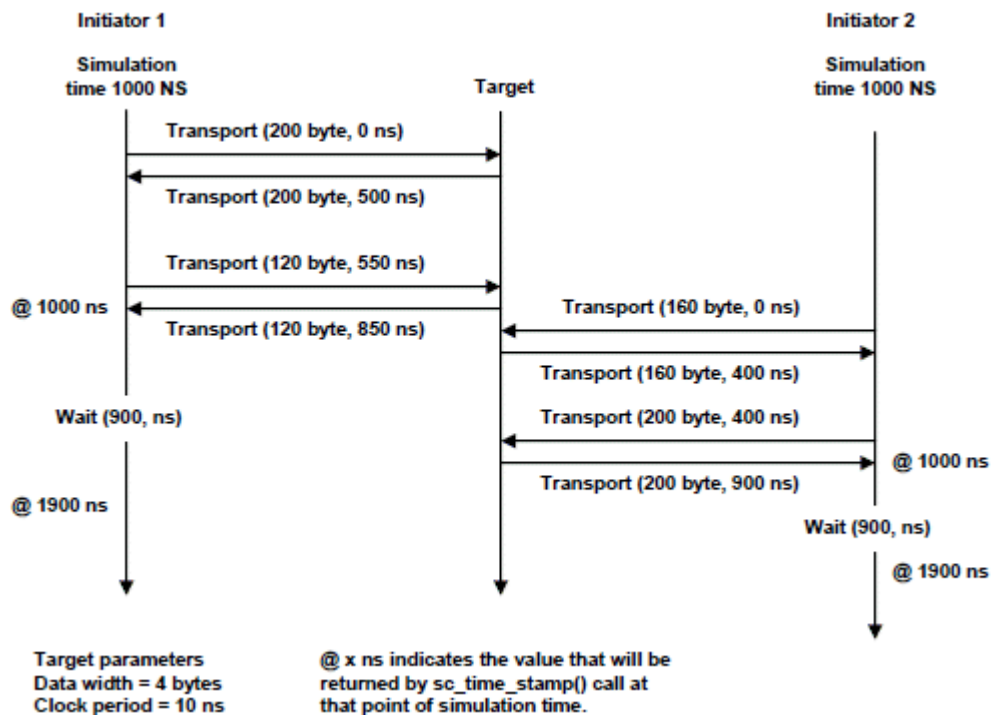 Initiator 1
Initiator 2
Simulation
time 1000 NS
Target
Simulation
time 1000 NS
Transport (200 byte, 0 ns)
Transport (200 byte, 500 ns)
Transport (120 byte, 550 ns)
@ 1000 ns
Transport (160 byte, 0 ns)
Transport (120 byte, 850 ns)
Transport (160 byte, 400 ns)
Wait (900, ns)
Transport (200 byte, 400 ns)
@ 1000 ns
Transport (200 byte, 900 ns)
@ 1900 ns
Wait (900, ns)
@ 1900 ns
Target parameters
Data width = 4 bytes
Clock period = 10 ns
@ x ns indicates the value that will be
returned by sc_time_stamp() call at
that point of simulation time.